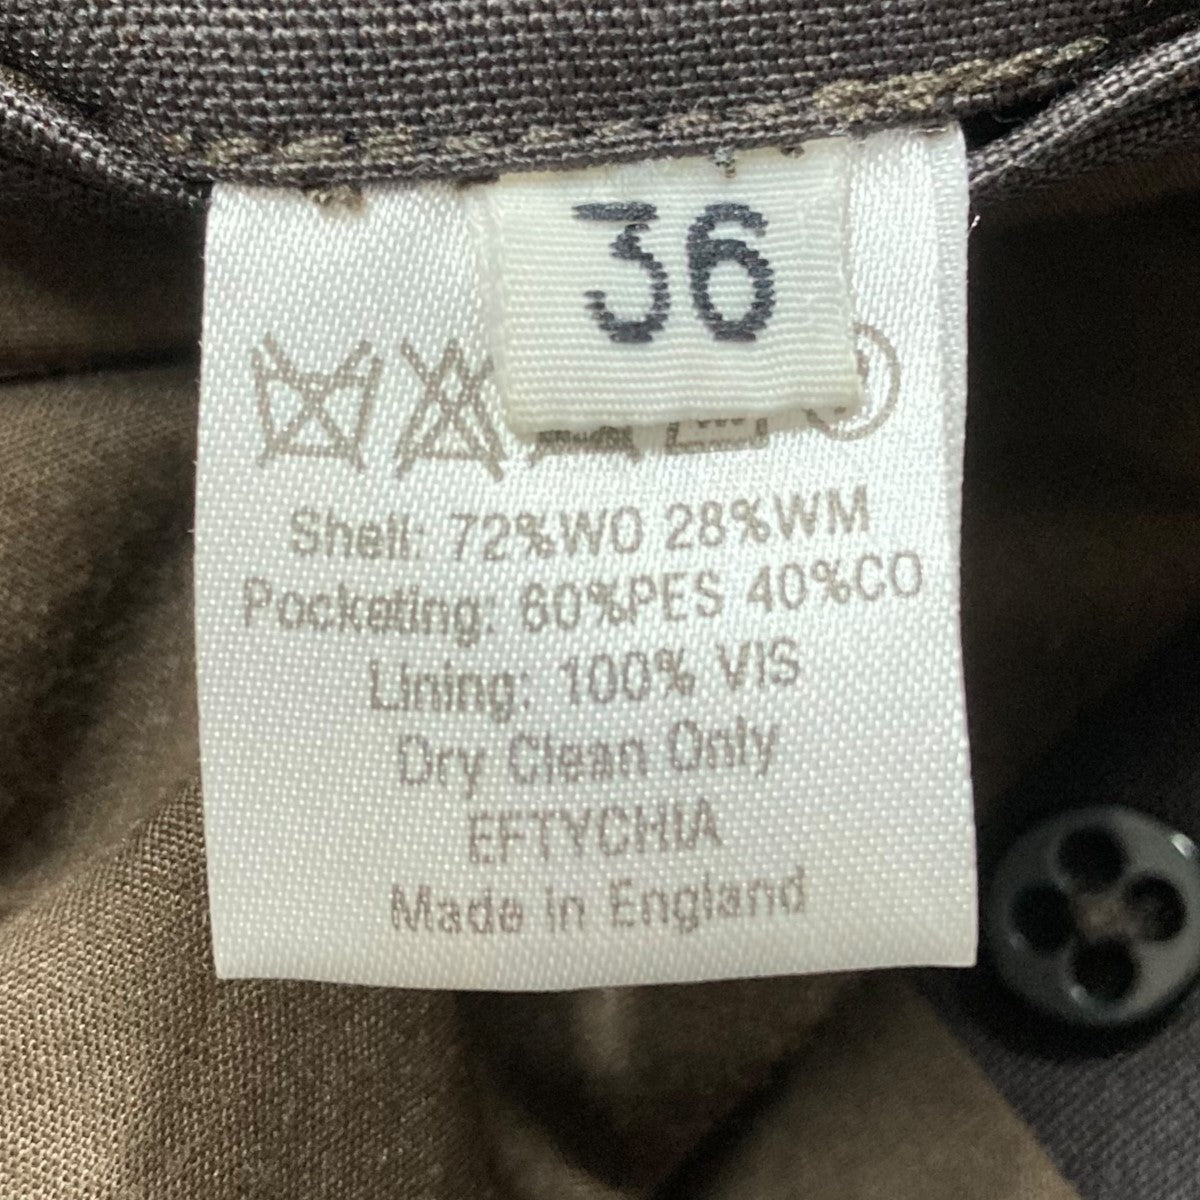 36
Shell: 72%WO 28%WM
Pocketing: 60%PES 40%CO
Lining: 100% VIS
Dry Clean Only
EFTYCHIA
Made in England